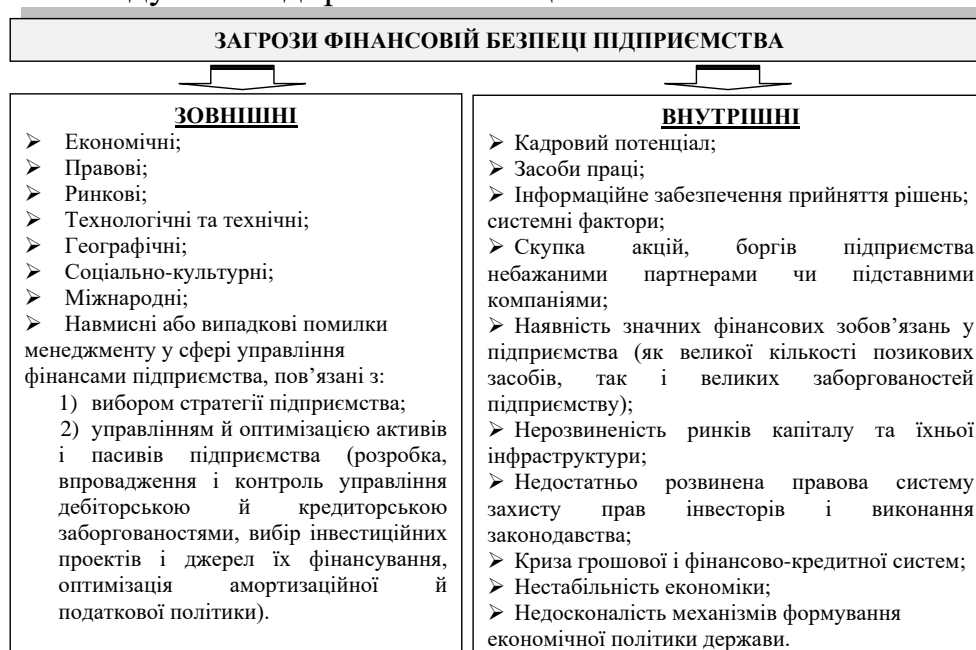 ЗАГРОЗИ ФІНАНСОВІЙ БЕЗПЕЦІ ПІДПРИЄМСТВА
ЗОВНІШНІ
➢ Економічні;
➢ Правові;
➢ Ринкові;
➢ Технологічні та технічні;
➢ Географічні;
➢ Соціально-культурні;
➢ Міжнародні;
➢ Навмисні або випадкові помилки
менеджменту у сфері управління
фінансами підприємства, пов’язані з:
1) вибором стратегії підприємства;
2) управлінням й оптимізацією активів
і пасивів підприємства (розробка,
впровадження і контроль управління
дебіторською й кредиторською
заборгованостями, вибір інвестиційних
проектів і джерел їх фінансування,
оптимізація амортизаційної й
податкової політики).
ВНУТРІШНІ
➢ Кадровий потенціал;
➢ Засоби праці;
➢ Інформаційне забезпечення прийняття рішень;
системні фактори;
➢ Скупка акцій, боргів підприємства
небажаними партнерами чи підставними
компаніями;
➢ Наявність значних фінансових зобов’язань у
підприємства (як великої кількості позикових
засобів, так і великих заборгованостей
підприємству);
➢ Нерозвиненість ринків капіталу та їхньої
інфраструктури;
➢ Недостатньо розвинена правова систему
захисту прав інвесторів і виконання
законодавства;
➢ Криза грошової і фінансово-кредитної систем;
➢ Нестабільність економіки;
➢ Недосконалість механізмів формування
економічної політики держави.